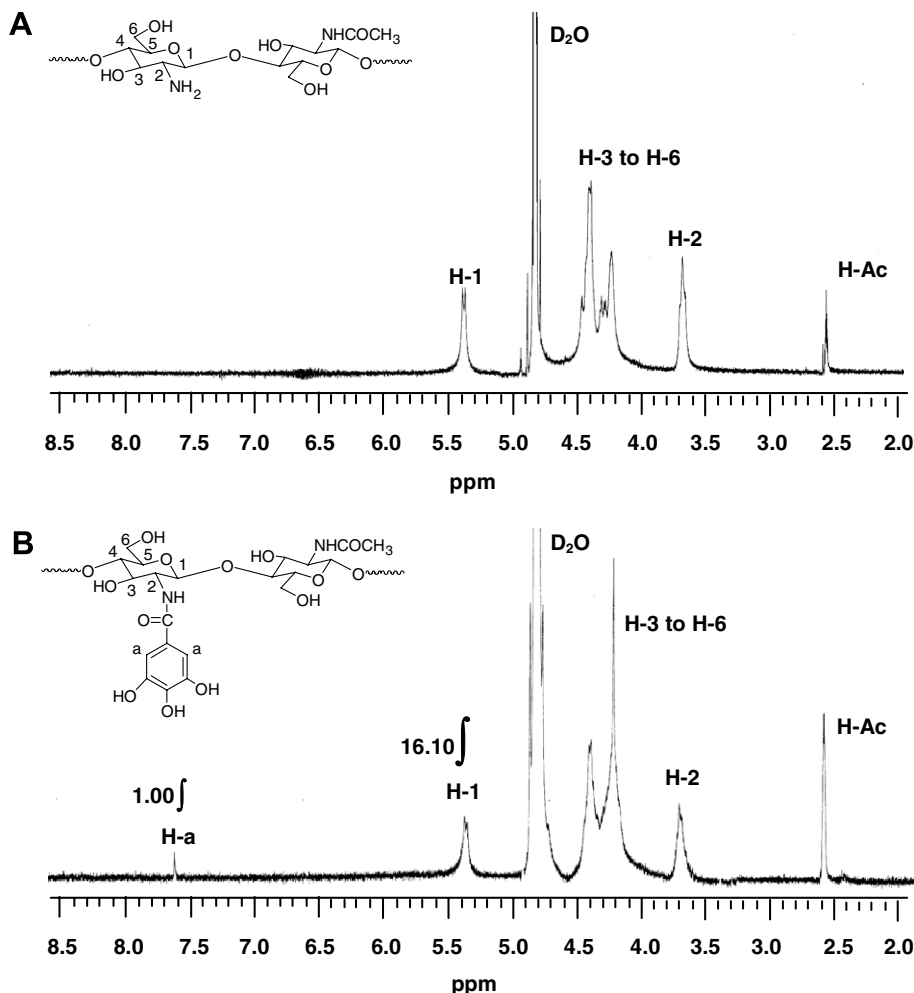 A
6 OH
4 5 O 1
O
HO 3 2
NH₂
O
HO
NHCOCH₃
O
O
OH
D₂O
H-3 to H-6
H-2
H-1
H-Ac
8.5 8.0 7.5 7.0 6.5 6.0 5.5 5.0 4.5 4.0 3.5 3.0 2.5 2.0
ppm
B
6 OH
4 5 O 1
O
HO 3 2
NH
O
HO
NHCOCH₃
O
O
OH
O=C
a a
HO OH
OH
D₂O
H-3 to H-6
H-Ac
16.10 ∫
H-1
H-2
1.00 ∫
H-a
8.5 8.0 7.5 7.0 6.5 6.0 5.5 5.0 4.5 4.0 3.5 3.0 2.5 2.0
ppm